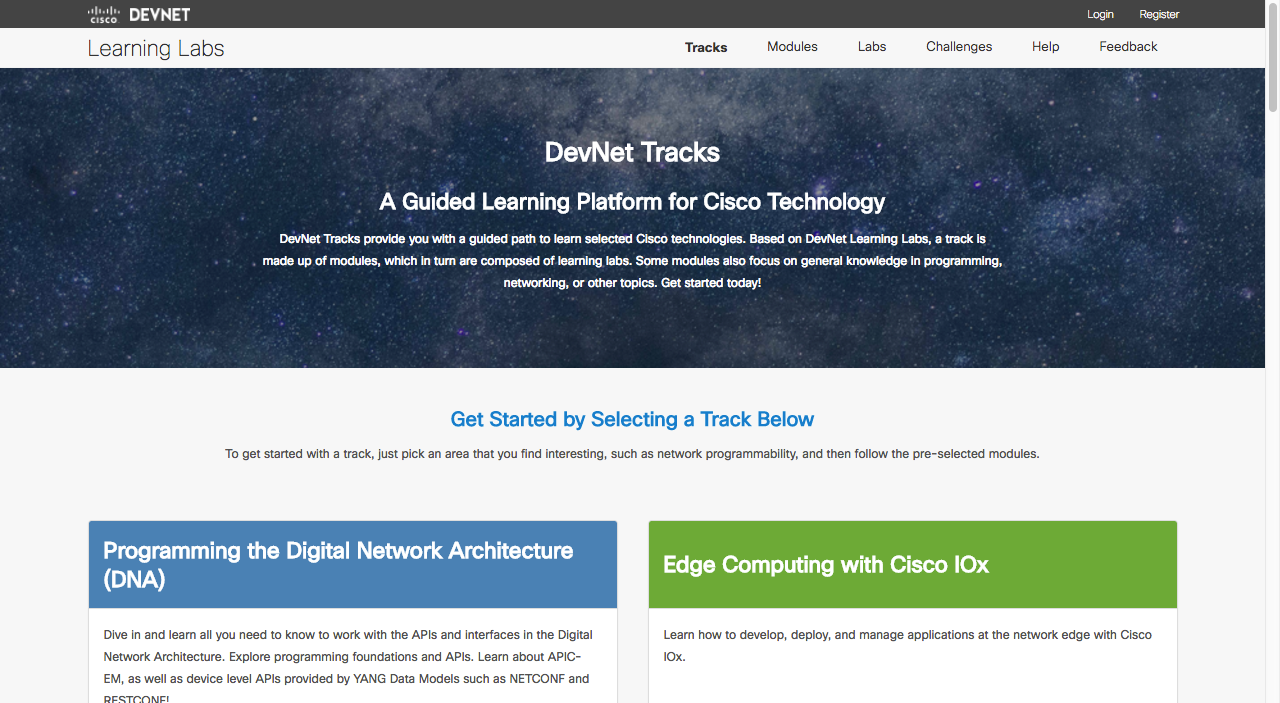 CISCO DEVNET Login Register
Learning Labs Tracks Modules Labs Challenges Help Feedback
DevNet Tracks
A Guided Learning Platform for Cisco Technology
DevNet Tracks provide you with a guided path to learn selected Cisco technologies. Based on DevNet Learning Labs, a track is
made up of modules, which in turn are composed of learning labs. Some modules also focus on general knowledge in programming,
networking, or other topics. Get started today!
Get Started by Selecting a Track Below
To get started with a track, just pick an area that you find interesting, such as network programmability, and then follow the pre-selected modules.
Programming the Digital Network Architecture
(DNA)
Dive in and learn all you need to know to work with the APIs and interfaces in the Digital
Network Architecture. Explore programming foundations and APIs. Learn about APIC-
EM, as well as device level APIs provided by YANG Data Models such as NETCONF and
RESTCONF!
Edge Computing with Cisco IOx
Learn how to develop, deploy, and manage applications at the network edge with Cisco
IOx.